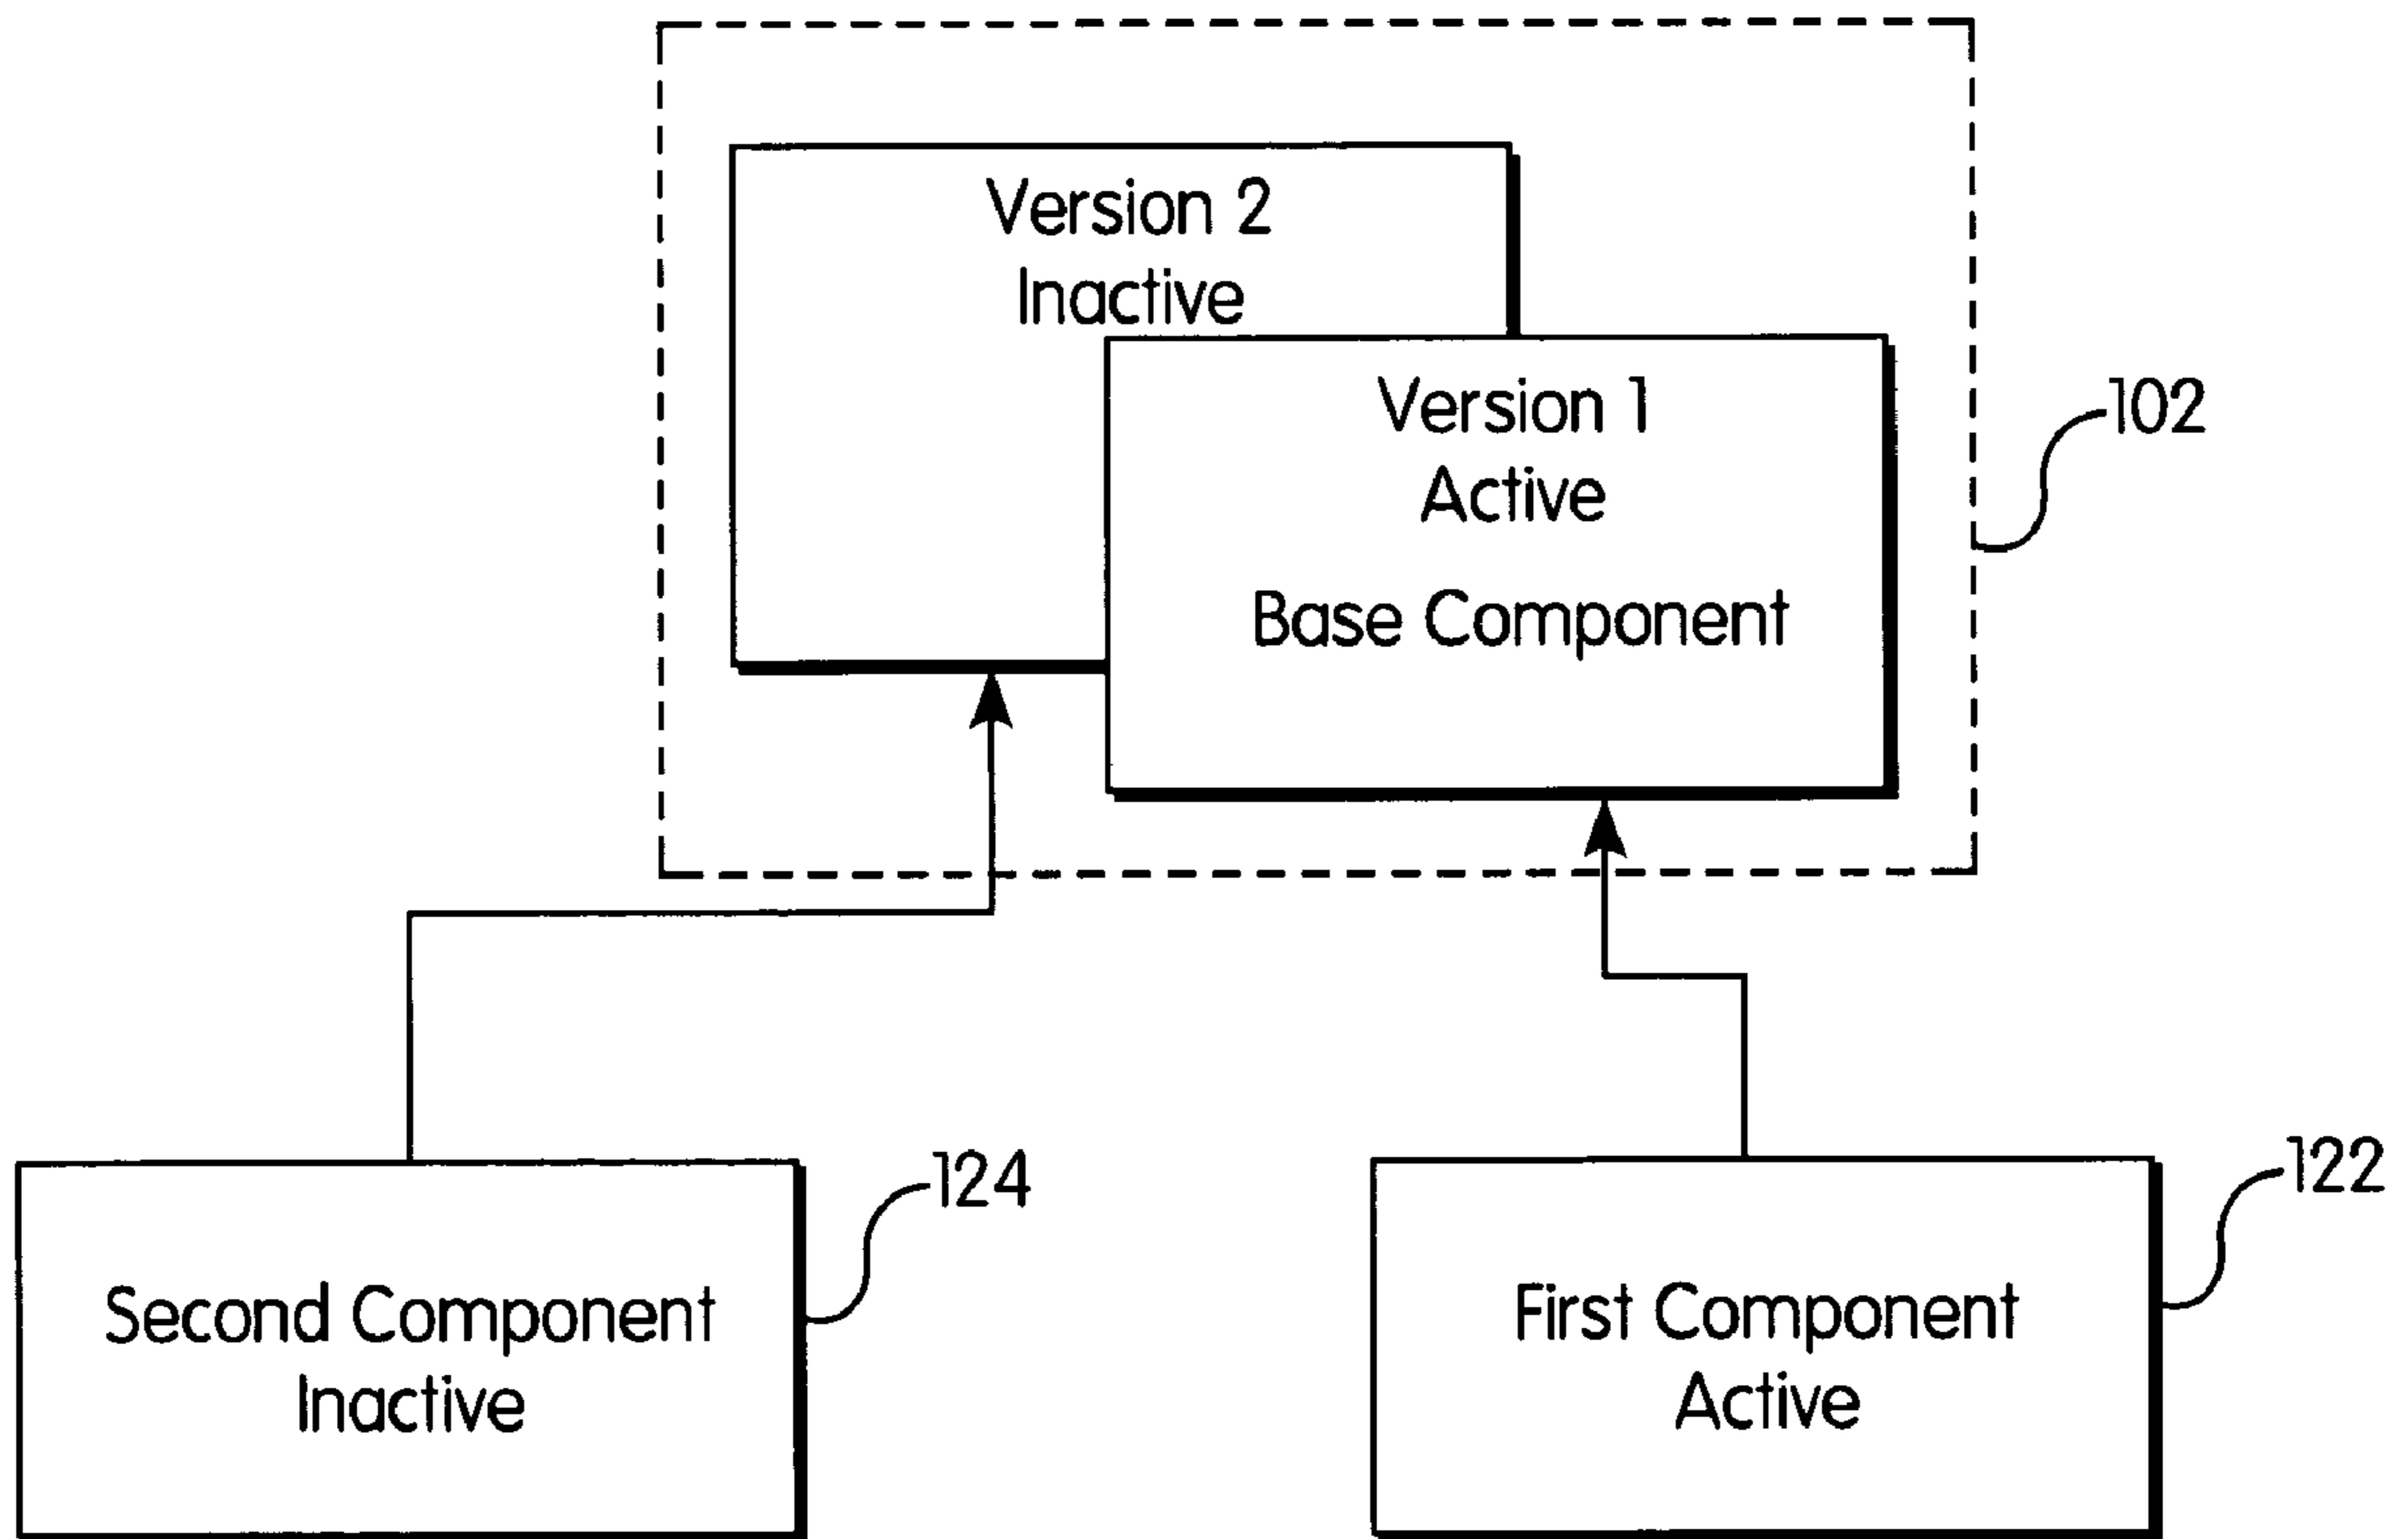 Version 2
Inactive
Version 1
Active
Base Component
102
124
122
Second Component
Inactive
First Component
Active